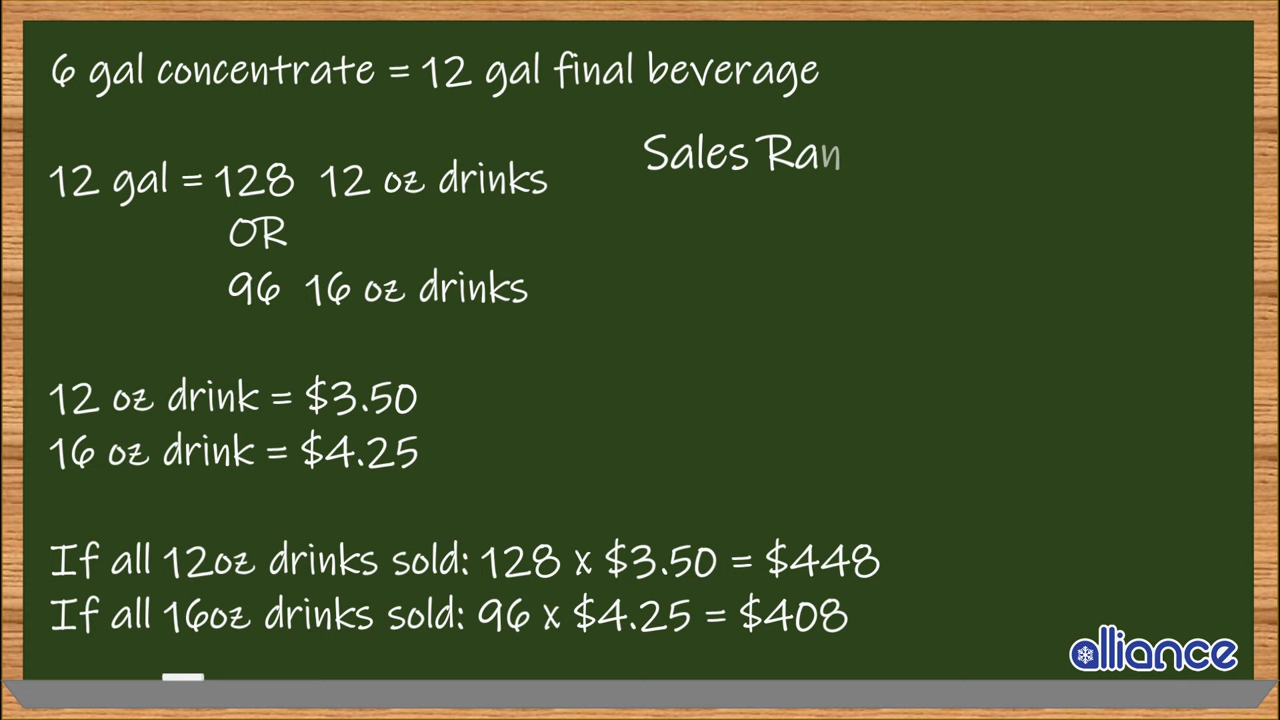 6 gal concentrate = 12 gal final beverage
Sales Ran
12 gal = 128 12 oz drinks
OR
96 16 oz drinks
12 oz drink = $3.50
16 oz drink = $4.25
If all 12oz drinks sold: 128 x $3.50 = $448
If all 16oz drinks sold: 96 x $4.25 = $408
alliance